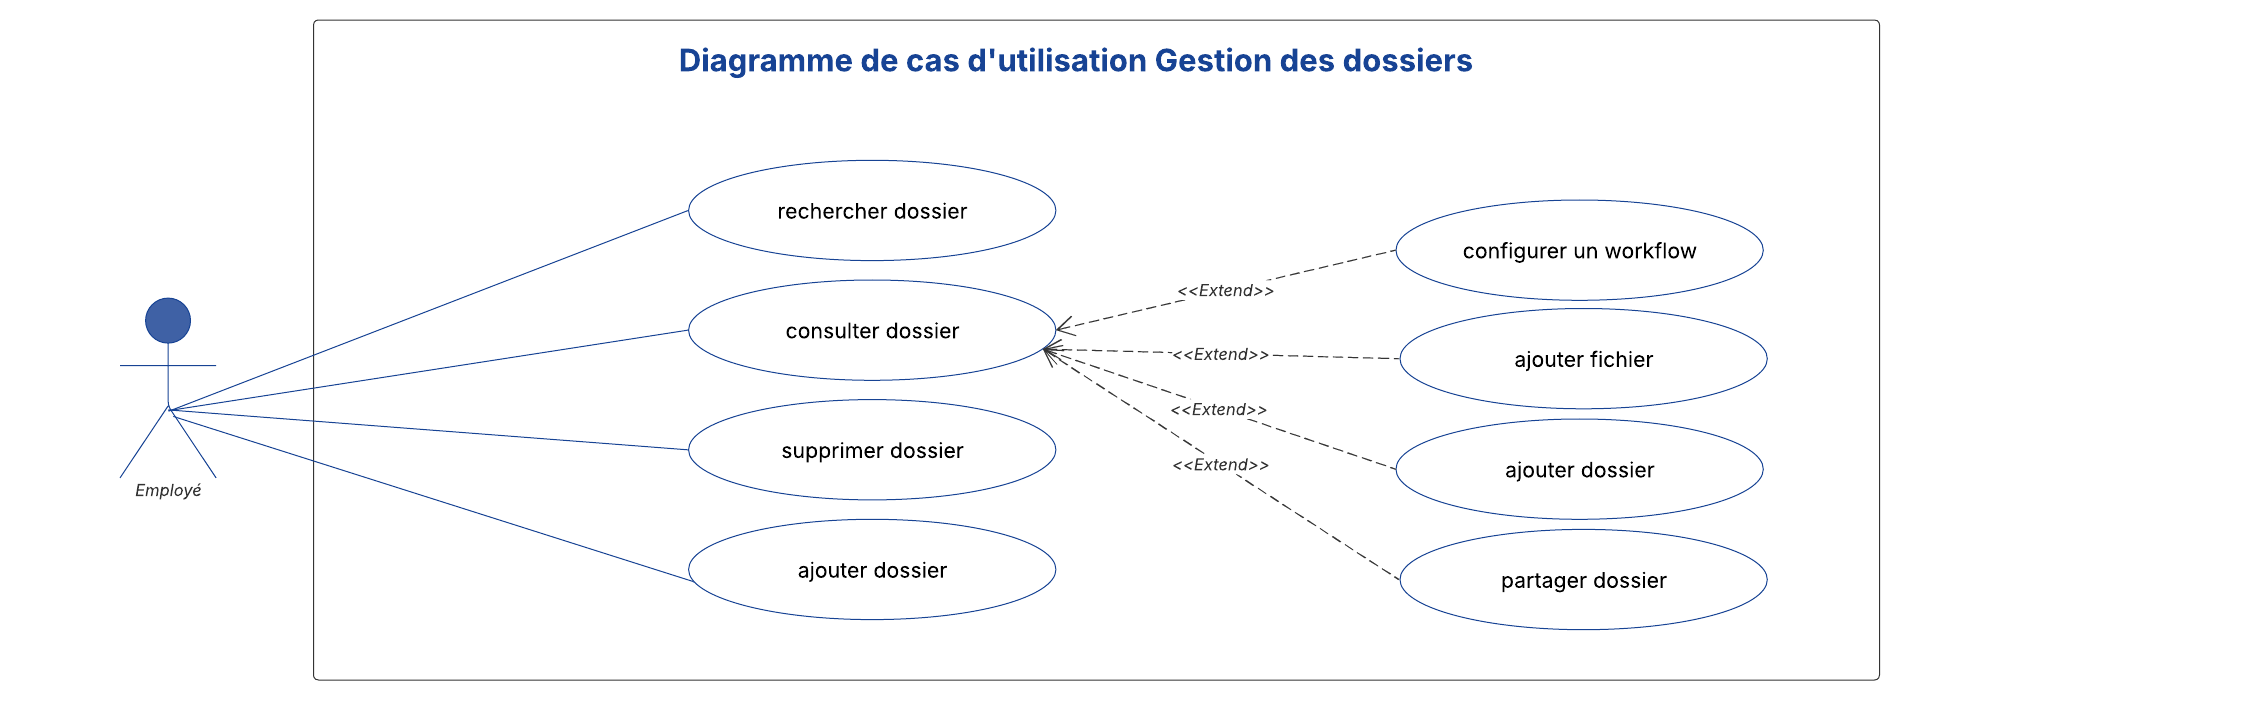 Diagramme de cas d'utilisation Gestion des dossiers
rechercher dossier
consulter dossier
supprimer dossier
ajouter dossier
Employé
<<Extend>>
<<Extend>>
<<Extend>>
<<Extend>>
configurer un workflow
ajouter fichier
ajouter dossier
partager dossier